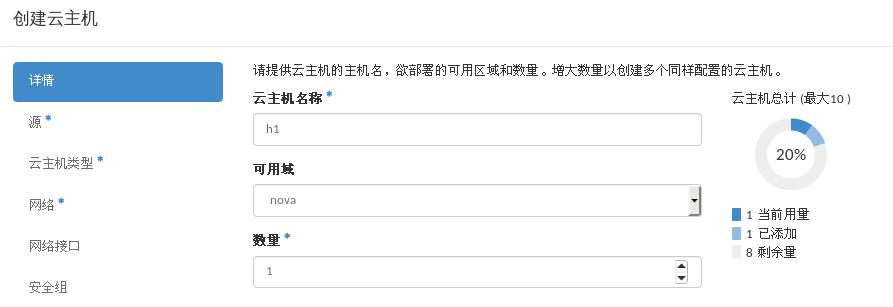 创建云主机
详情
源 *
云主机类型 *
网络 *
网络接口
安全组
请提供云主机的主机名，欲部署的可用区域和数量。增大数量以创建多个同样配置的云主机。
云主机名称 *
h1
可用域
nova
数量 *
1
云主机总计 (最大10 )
20%
1 当前用量
1 已添加
8 剩余量